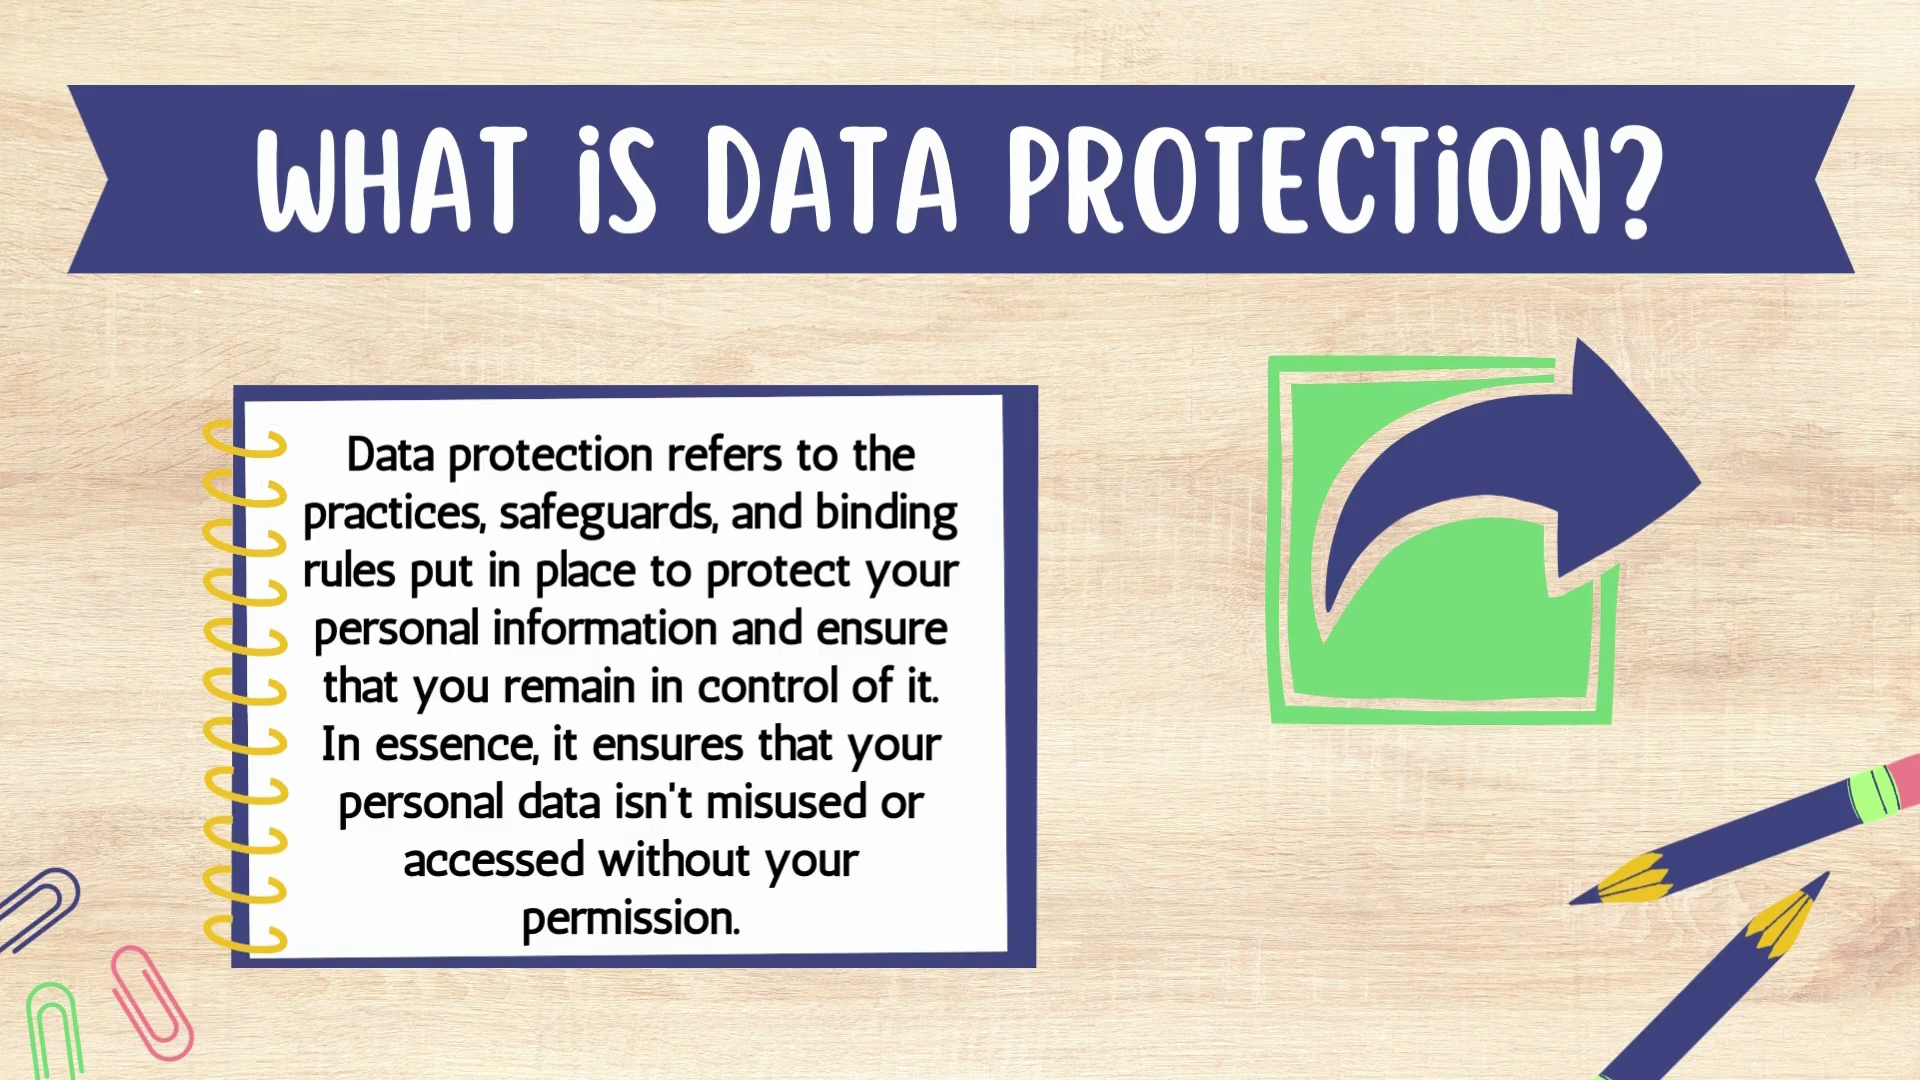 WHAT iS DATA PROTECTiON?
Data protection refers to the
practices, safeguards, and binding
rules put in place to protect your
personal information and ensure
that you remain in control of it.
In essence, it ensures that your
personal data isn't misused or
accessed without your
permission.